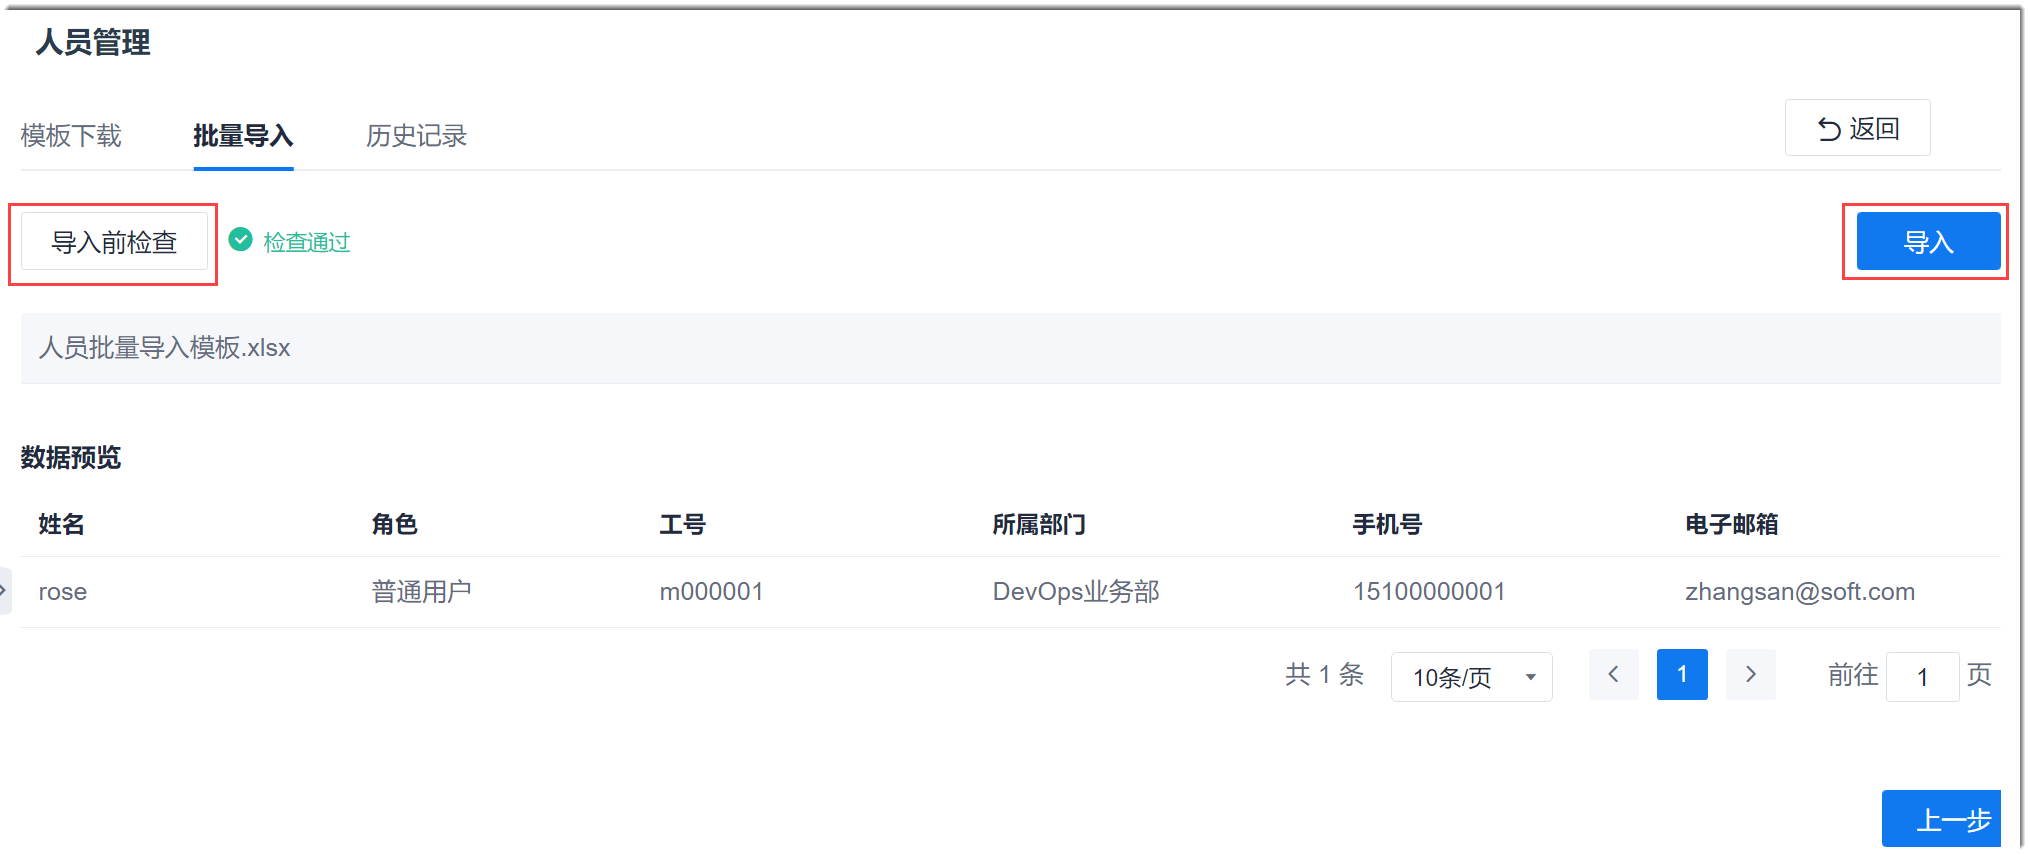 人员管理
模板下载 批量导入 历史记录 返回
导入前检查 检查通过 导入
人员批量导入模板.xlsx
数据预览
姓名 角色 工号 所属部门 手机号 电子邮箱
rose 普通用户 m000001 DevOps业务部 15100000001 zhangsan@soft.com
共 1 条 10条/页 1 前往 1 页
上一步